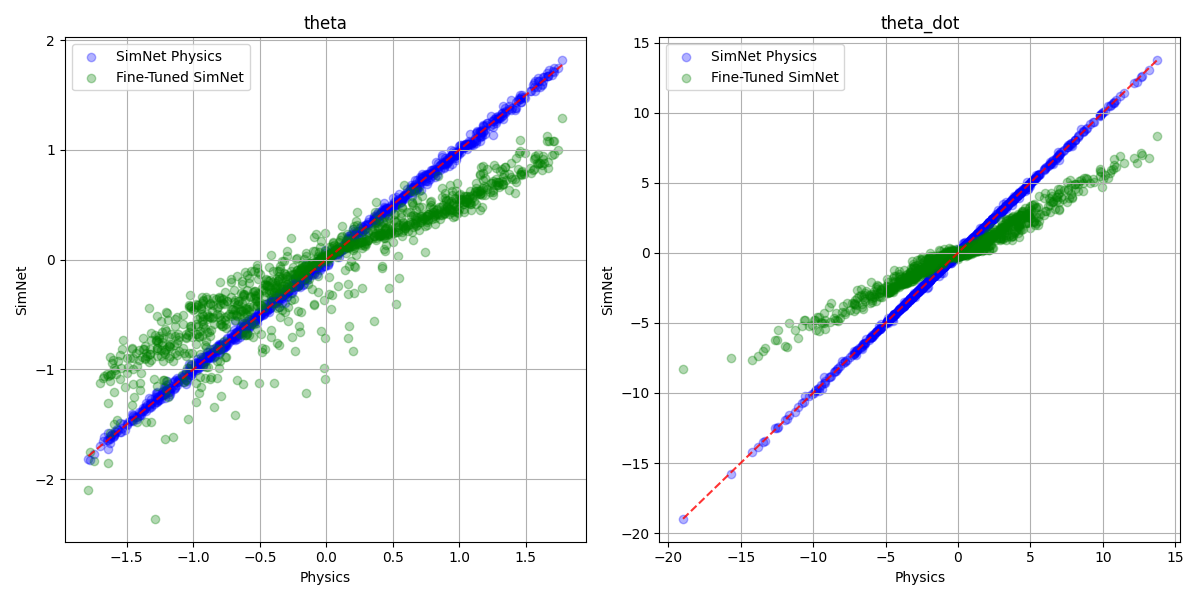 theta
SimNet Physics
Fine-Tuned SimNet
2
1
0
−1
−2
SimNet
−1.5
−1.0
−0.5
0.0
0.5
1.0
1.5
Physics
theta_dot
SimNet Physics
Fine-Tuned SimNet
15
10
5
0
−5
−10
−15
−20
SimNet
−20
−15
−10
−5
0
5
10
15
Physics